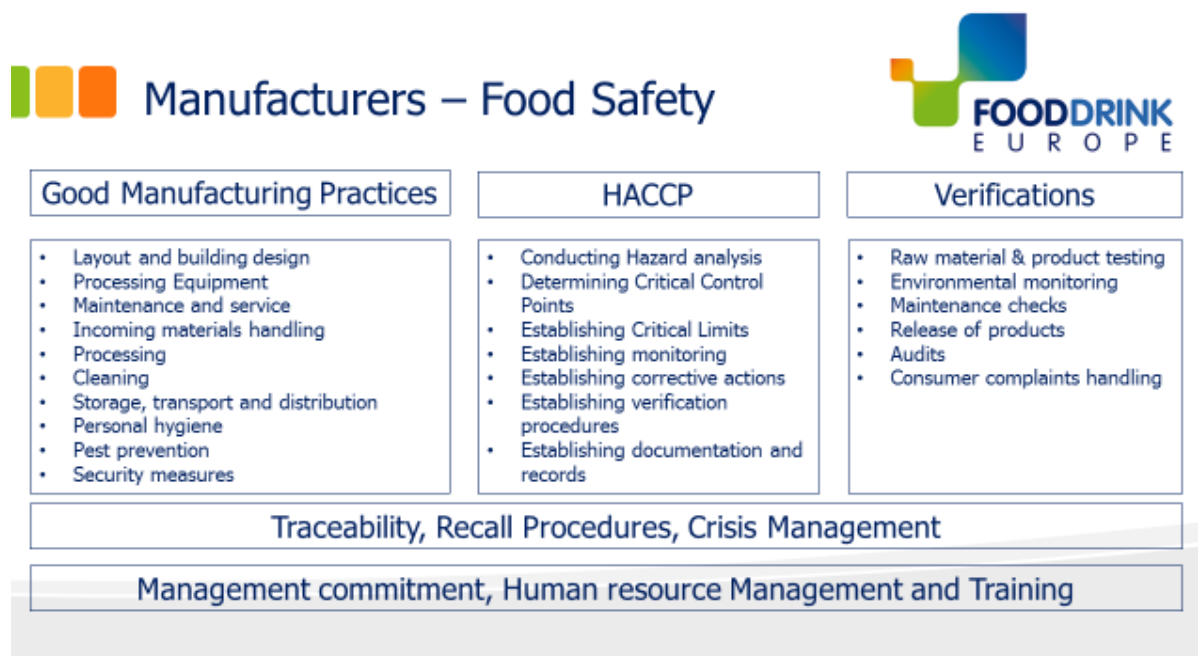 Manufacturers – Food Safety
FOODDRINK
EUROPE
Good Manufacturing Practices
• Layout and building design
• Processing Equipment
• Maintenance and service
• Incoming materials handling
• Processing
• Cleaning
• Storage, transport and distribution
• Personal hygiene
• Pest prevention
• Security measures
HACCP
• Conducting Hazard analysis
• Determining Critical Control
Points
• Establishing Critical Limits
• Establishing monitoring
• Establishing corrective actions
• Establishing verification
procedures
• Establishing documentation and
records
Verifications
• Raw material & product testing
• Environmental monitoring
• Maintenance checks
• Release of products
• Audits
• Consumer complaints handling
Traceability, Recall Procedures, Crisis Management
Management commitment, Human resource Management and Training